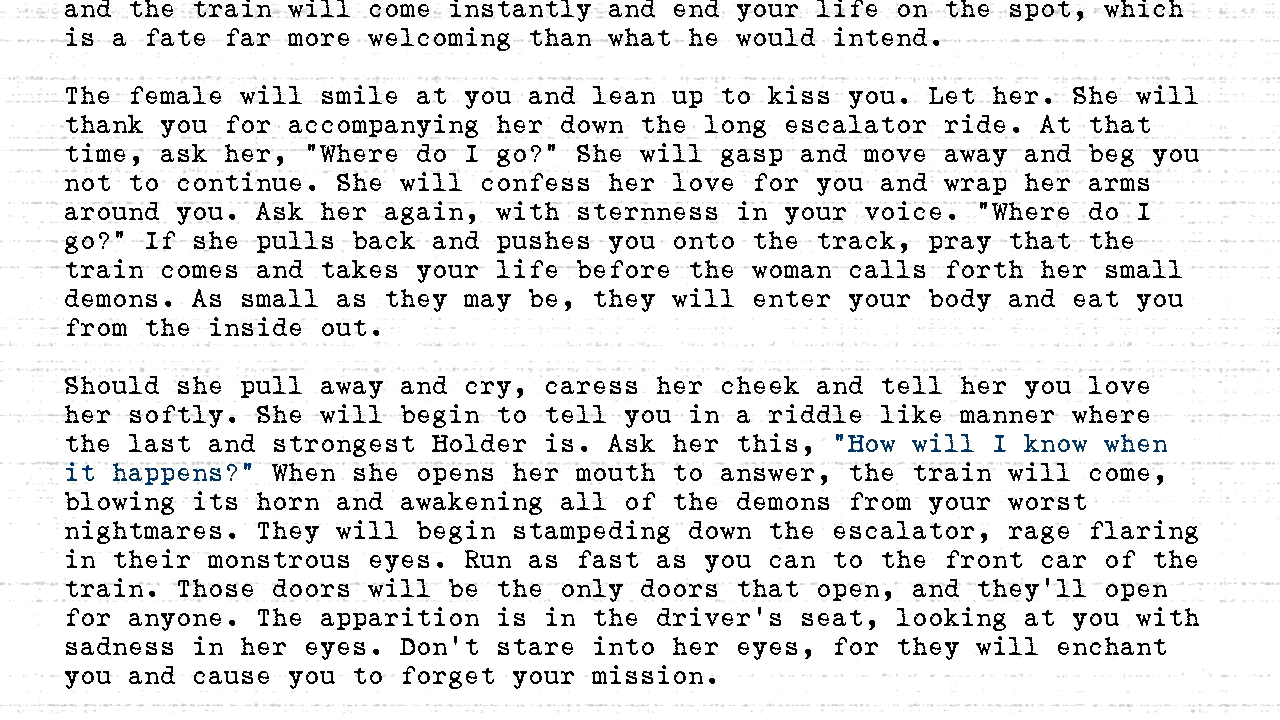 and the train will come instantly and end your life on the spot, which
is a fate far more welcoming than what he would intend.
The female will smile at you and lean up to kiss you. Let her. She will
thank you for accompanying her down the long escalator ride. At that
time, ask her, "Where do I go?" She will gasp and move away and beg you
not to continue. She will confess her love for you and wrap her arms
around you. Ask her again, with sternness in your voice. "Where do I
go?" If she pulls back and pushes you onto the track, pray that the
train comes and takes your life before the woman calls forth her small
demons. As small as they may be, they will enter your body and eat you
from the inside out.
Should she pull away and cry, caress her cheek and tell her you love
her softly. She will begin to tell you in a riddle like manner where
the last and strongest Holder is. Ask her this, "How will I know when
it happens?" When she opens her mouth to answer, the train will come,
blowing its horn and awakening all of the demons from your worst
nightmares. They will begin stampeding down the escalator, rage flaring
in their monstrous eyes. Run as fast as you can to the front car of the
train. Those doors will be the only doors that open, and they'll open
for anyone. The apparition is in the driver's seat, looking at you with
sadness in her eyes. Don't stare into her eyes, for they will enchant
you and cause you to forget your mission.